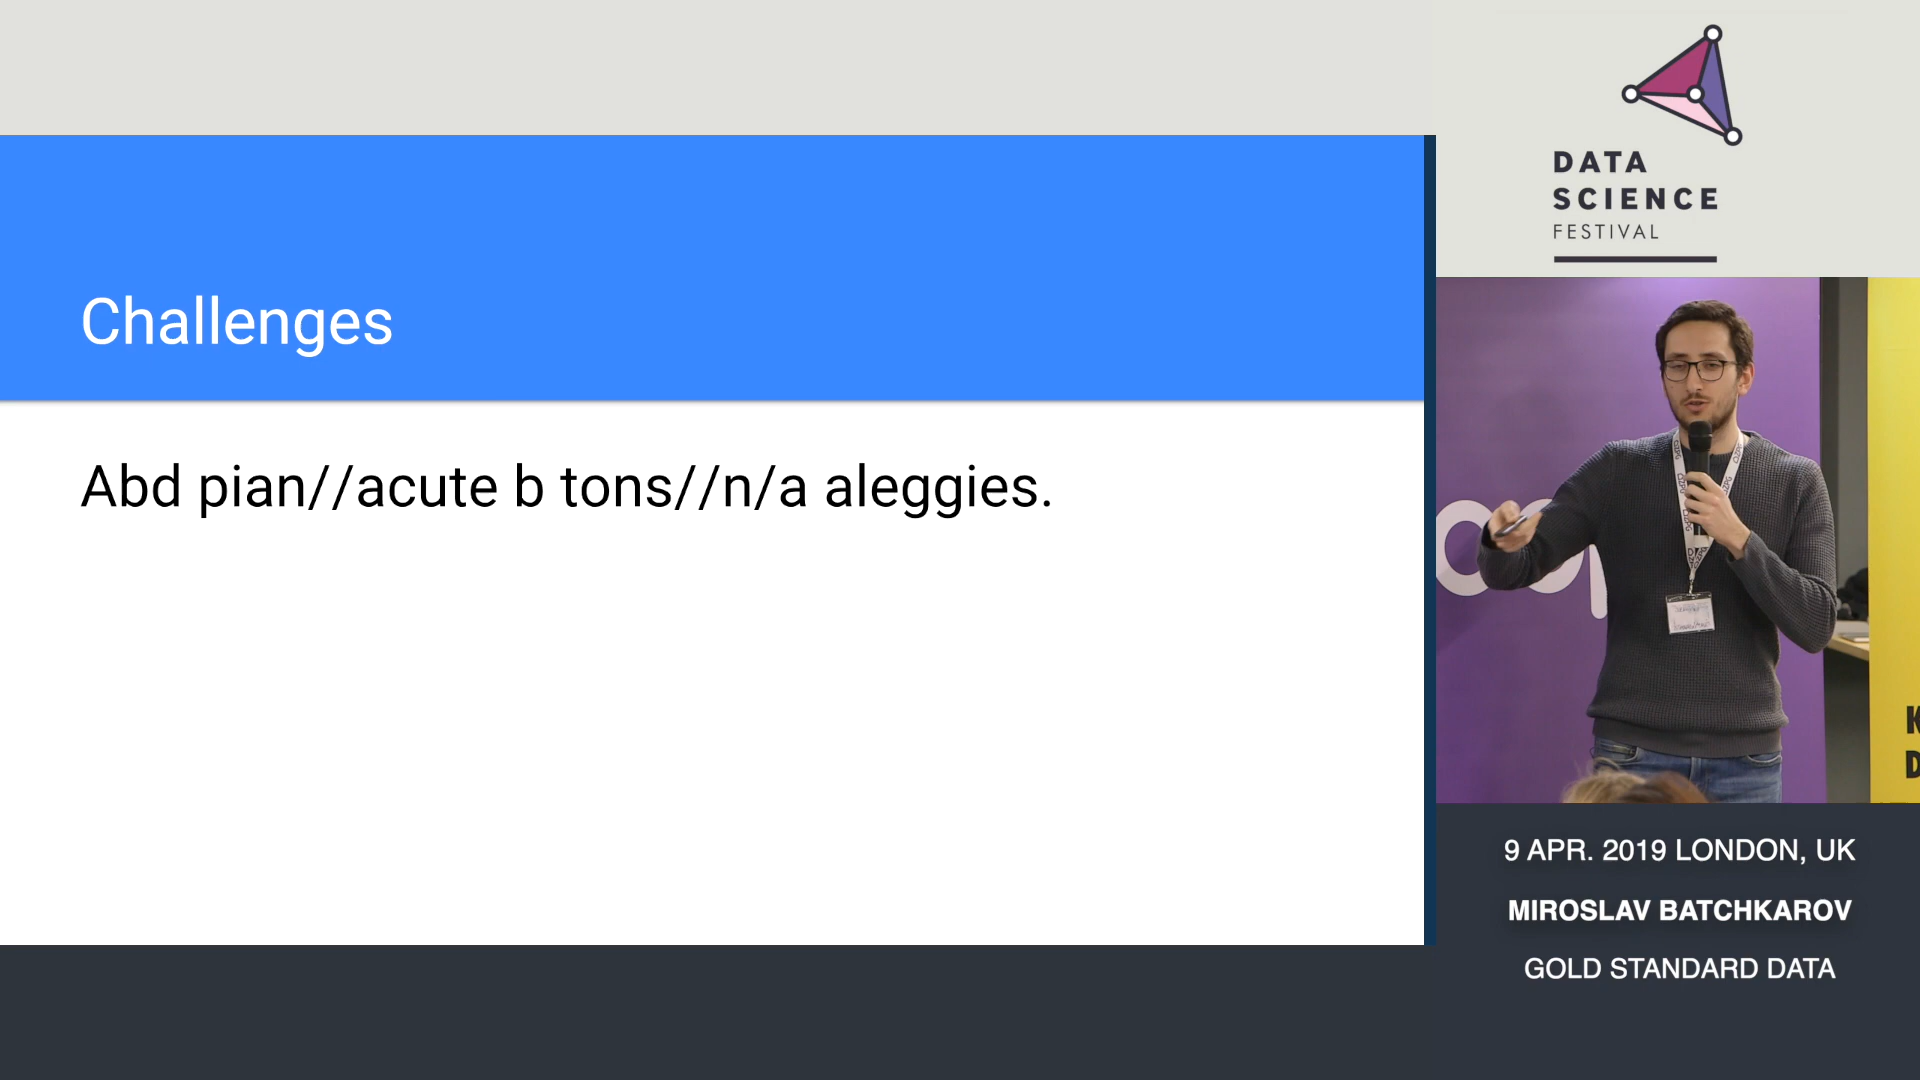 Challenges
Abd pian//acute b tons//n/a aleggies.
DATA
SCIENCE
FESTIVAL
9 APR. 2019 LONDON, UK
MIROSLAV BATCHKAROV
GOLD STANDARD DATA